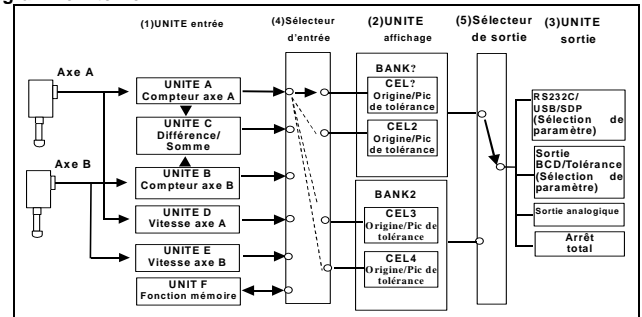 (1)UNITE entrée
(4)Sélecteur
d'entrée
(2)UNITE
affichage
(5)Sélecteur
de sortie
(3)UNITE
sortie
Axe A
UNITE A
Compteur axe A
UNITE C
Différence/
Somme
Axe B
UNITE B
Compteur axe B
UNITE D
Vitesse axe A
UNITE E
Vitesse axe B
UNIT F
Fonction mémoire
BANK?
CEL?
Origine/Pic
de tolérance
CEL2
Origine/Pic
de tolérance
BANK2
CEL3
Origine/Pic de
tolérance
CEL4
Origine/Pic de
tolérance
RS232C/
USB/SDP
(Sélection de
paramètre)
Sortie
BCD/Tolérance
(Sélection de
paramètre)
Sortie analogique
Arrêt
total